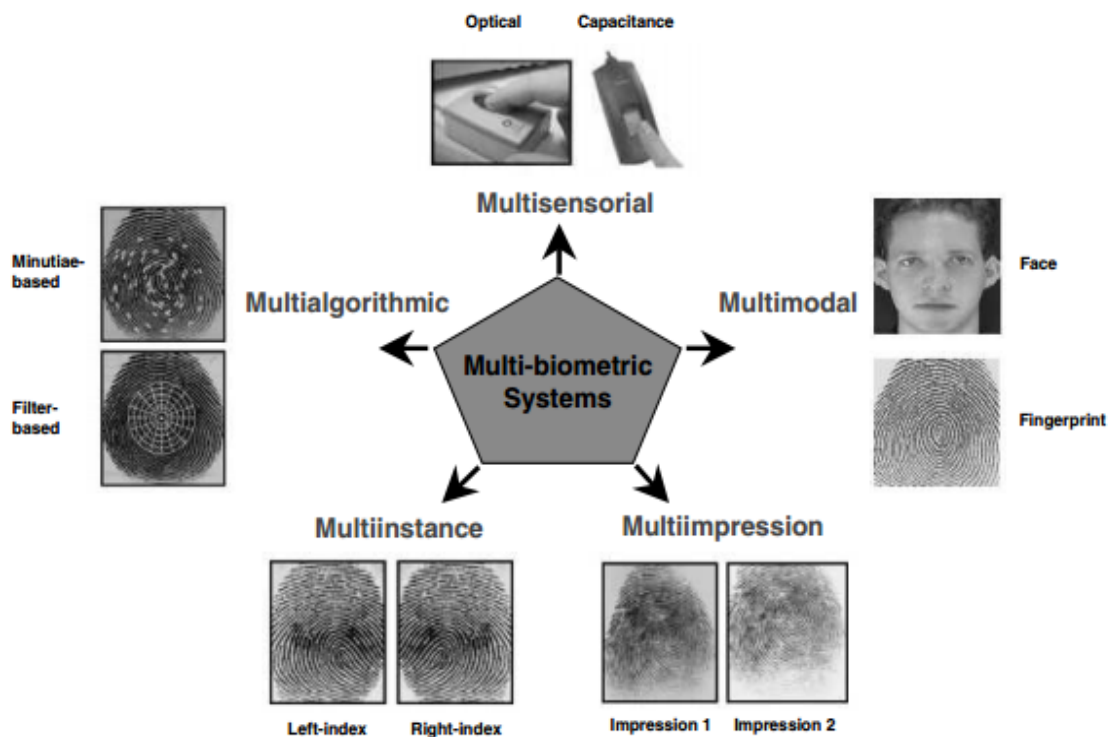 Optical
Capacitance
Multisensorial
Minutiae-
based
Multialgorithmic
Multimodal
Face
Multi-biometric
Systems
Filter-
based
Fingerprint
Multiinstance
Multiimpression
Left-index
Right-index
Impression 1
Impression 2